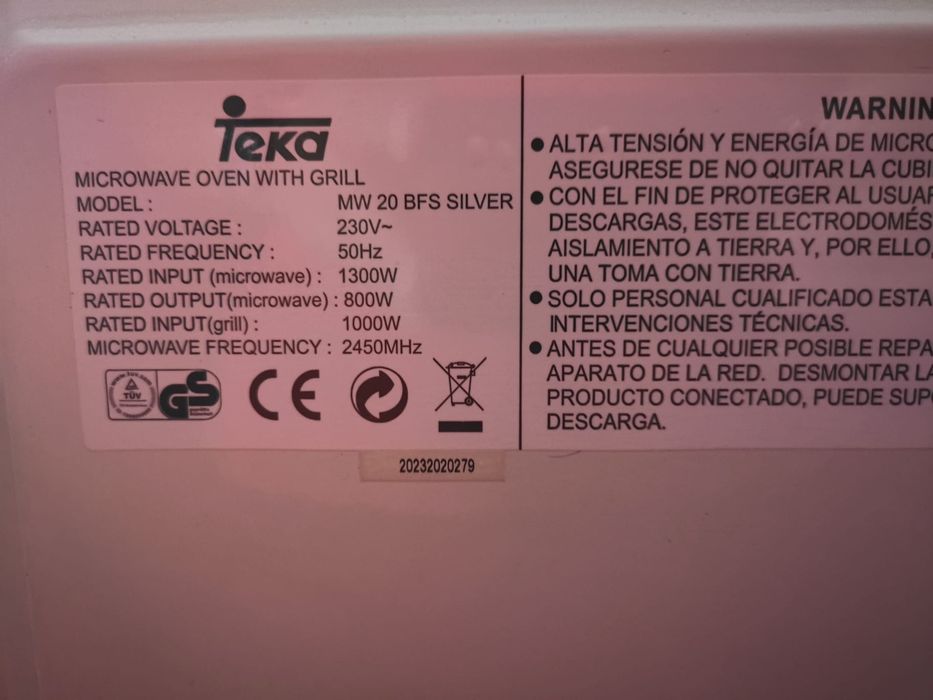 Teka
MICROWAVE OVEN WITH GRILL
MODEL : MW 20 BFS SILVER
RATED VOLTAGE : 230V~
RATED FREQUENCY : 50Hz
RATED INPUT (microwave) : 1300W
RATED OUTPUT(microwave) : 800W
RATED INPUT(grill) : 1000W
MICROWAVE FREQUENCY : 2450MHz
www.tuv.com
TÜV
GS
CE
20232020279
WARNIN
● ALTA TENSIÓN Y ENERGÍA DE MICRO
ASEGURESE DE NO QUITAR LA CUBI
● CON EL FIN DE PROTEGER AL USUAR
DESCARGAS, ESTE ELECTRODOMÉS
AISLAMIENTO A TIERRA Y, POR ELLO,
UNA TOMA CON TIERRA.
● SOLO PERSONAL CUALIFICADO ESTA
INTERVENCIONES TÉCNICAS.
● ANTES DE CUALQUIER POSIBLE REPA
APARATO DE LA RED. DESMONTAR LA
PRODUCTO CONECTADO, PUEDE SUP
DESCARGA.